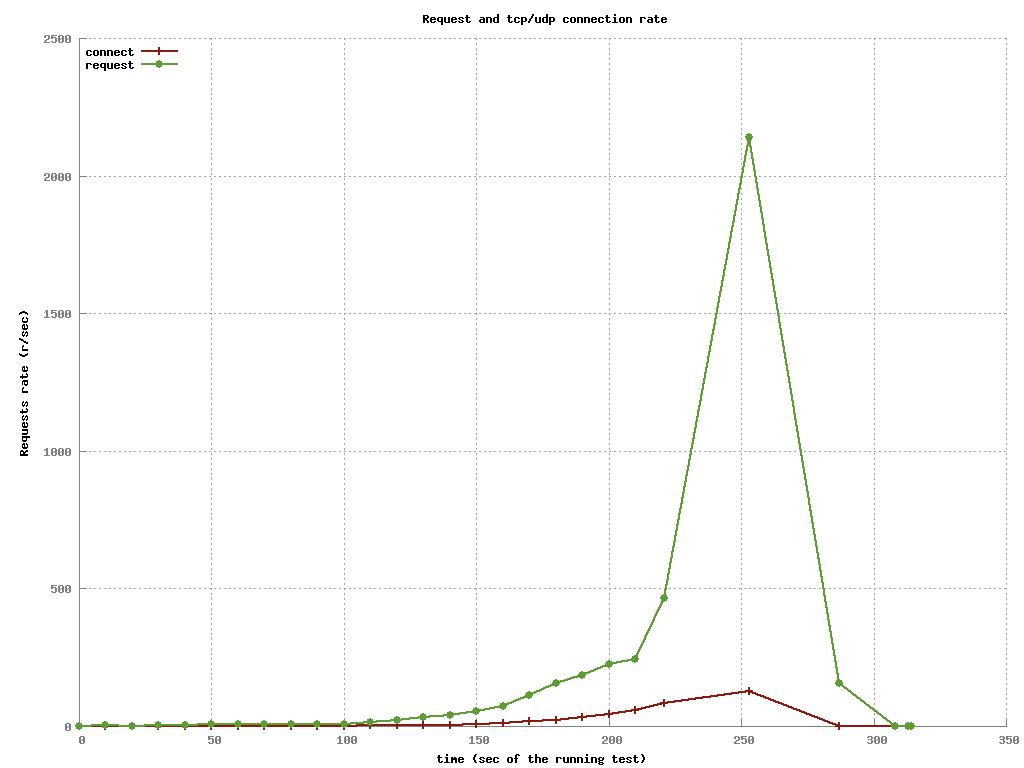 Request and tcp/udp connection rate
connect
request
2500
2000
1500
1000
500
0
Requests rate (r/sec)
0 50 100 150 200 250 300 350
time (sec of the running test)